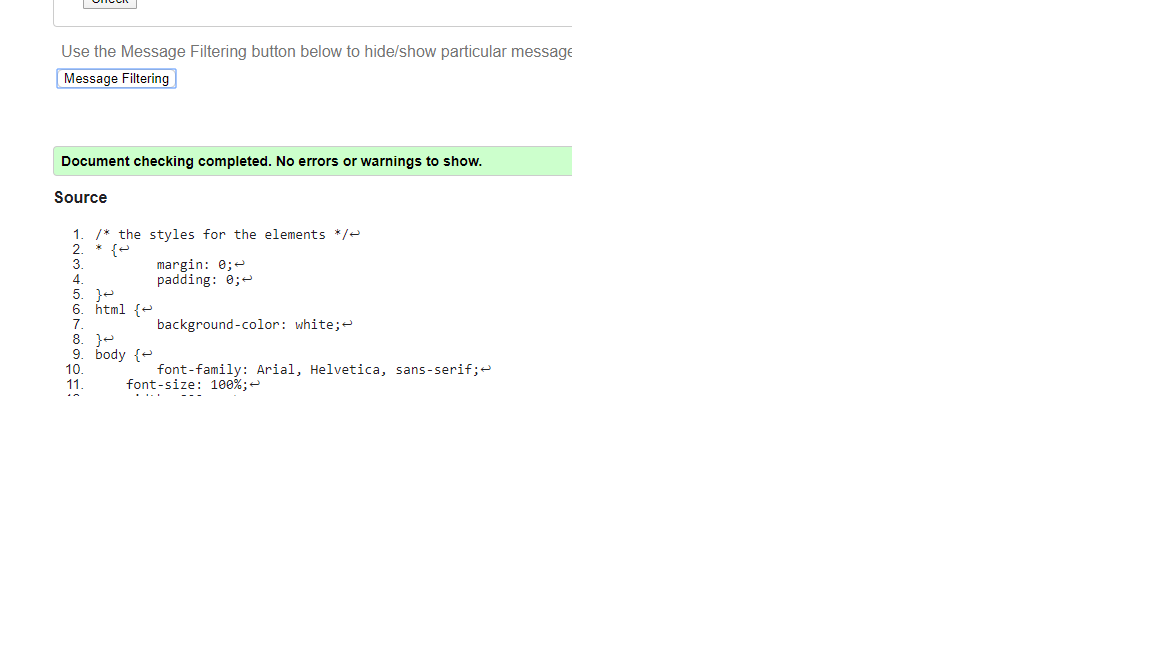 Check
Use the Message Filtering button below to hide/show particular message
Message Filtering
Document checking completed. No errors or warnings to show.
Source
1. /* the styles for the elements */↩
2. * {↩
3. margin: 0;↩
4. padding: 0;↩
5. }↩
6. html {↩
7. background-color: white;↩
8. }↩
9. body {↩
10. font-family: Arial, Helvetica, sans-serif;↩
11. font-size: 100%;↩